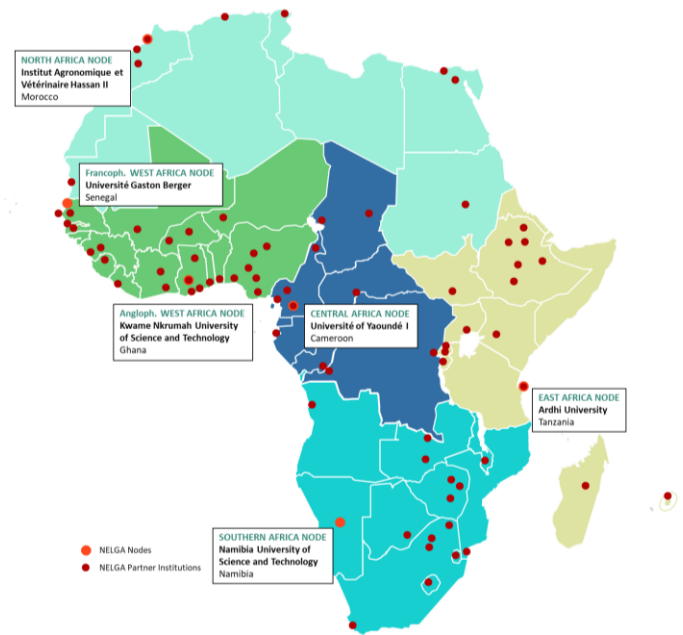 NORTH AFRICA NODE
Institut Agronomique et
Vétérinaire Hassan II
Morocco
Francoph. WEST AFRICA NODE
Université Gaston Berger
Senegal
Angloph. WEST AFRICA NODE
Kwame Nkrumah University
of Science and Technology
Ghana
CENTRAL AFRICA NODE
Université of Yaoundé I
Cameroon
EAST AFRICA NODE
Ardhi University
Tanzania
SOUTHERN AFRICA NODE
Namibia University of
Science and Technology
Namibia
NELGA Nodes
NELGA Partner Institutions